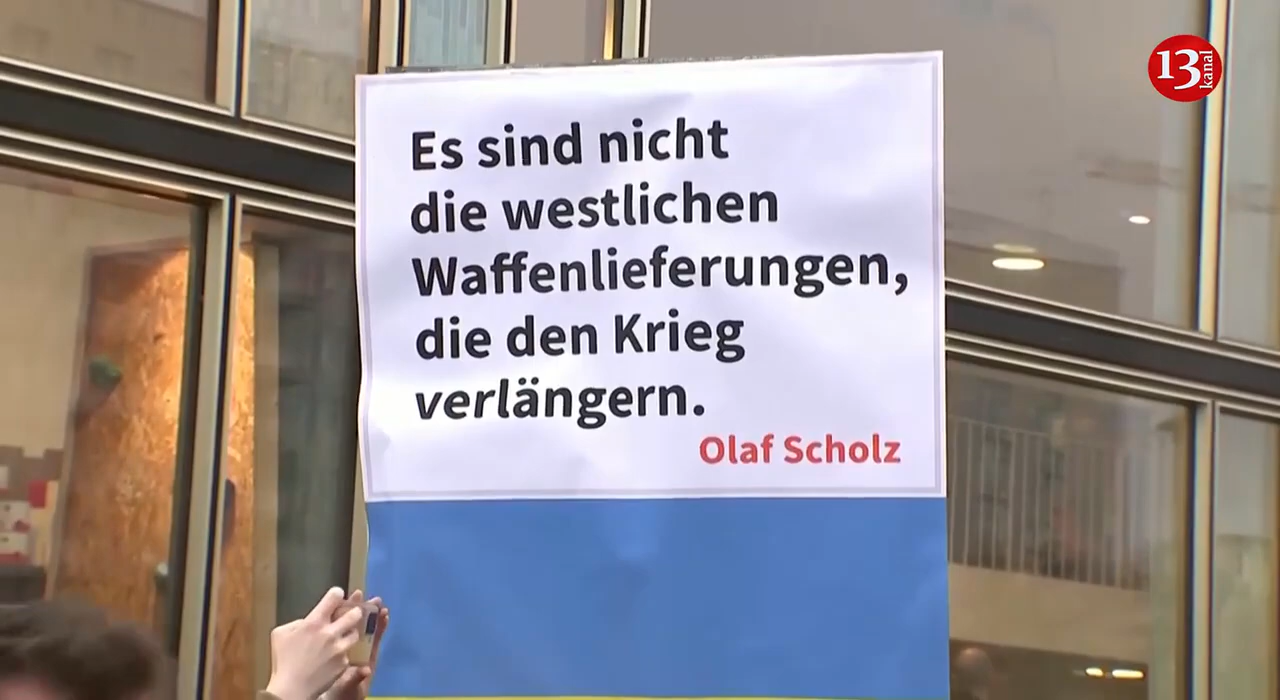 Es sind nicht
die westlichen
Waffenlieferungen,
die den Krieg
verlängern.
Olaf Scholz
13 kanal